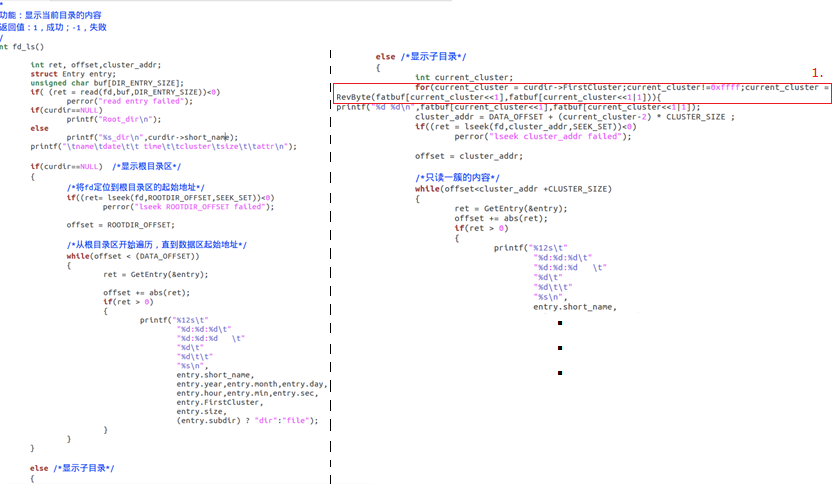 *
功能：显示当前目录的内容
返回值：1，成功；-1，失败
/
nt fd_ls()
int ret, offset,cluster_addr;
struct Entry entry;
unsigned char buf[DIR_ENTRY_SIZE];
if( (ret = read(fd,buf,DIR_ENTRY_SIZE))<0)
perror("read entry failed");
if(curdir==NULL)
printf("Root_dir\n");
else
printf("%s_dir\n",curdir->short_name);
printf("\tname\tdate\t\t time\t\tcluster\tsize\t\tattr\n");
if(curdir==NULL) /*显示根目录区*/
{
/*将fd定位到根目录区的起始地址*/
if((ret= lseek(fd,ROOTDIR_OFFSET,SEEK_SET))<0)
perror("lseek ROOTDIR_OFFSET failed");
offset = ROOTDIR_OFFSET;
/*从根目录区开始遍历，直到数据区起始地址*/
while(offset < (DATA_OFFSET))
{
ret = GetEntry(&entry);
offset += abs(ret);
if(ret > 0)
{
printf("%12s\t"
"%d:%d:%d\t"
"%d:%d:%d   \t"
"%d\t"
"%d\t\t"
"%s\n",
entry.short_name,
entry.year,entry.month,entry.day,
entry.hour,entry.min,entry.sec,
entry.FirstCluster,
entry.size,
(entry.subdir) ? "dir":"file");
}
}
}
else /*显示子目录*/
{
else /*显示子目录*/
{
int current_cluster;
1.
for(current_cluster = curdir->FirstCluster;current_cluster!=0xffff;current_cluster =
RevByte(fatbuf[current_cluster<<1],fatbuf[current_cluster<<1|1])){
printf("%d %d\n",fatbuf[current_cluster<<1],fatbuf[current_cluster<<1|1]);
cluster_addr = DATA_OFFSET + (current_cluster-2) * CLUSTER_SIZE ;
if((ret = lseek(fd,cluster_addr,SEEK_SET))<0)
perror("lseek cluster_addr failed");
offset = cluster_addr;
/*只读一簇的内容*/
while(offset<cluster_addr +CLUSTER_SIZE)
{
ret = GetEntry(&entry);
offset += abs(ret);
if(ret > 0)
{
printf("%12s\t"
"%d:%d:%d\t"
"%d:%d:%d   \t"
"%d\t"
"%d\t\t"
"%s\n",
entry.short_name,